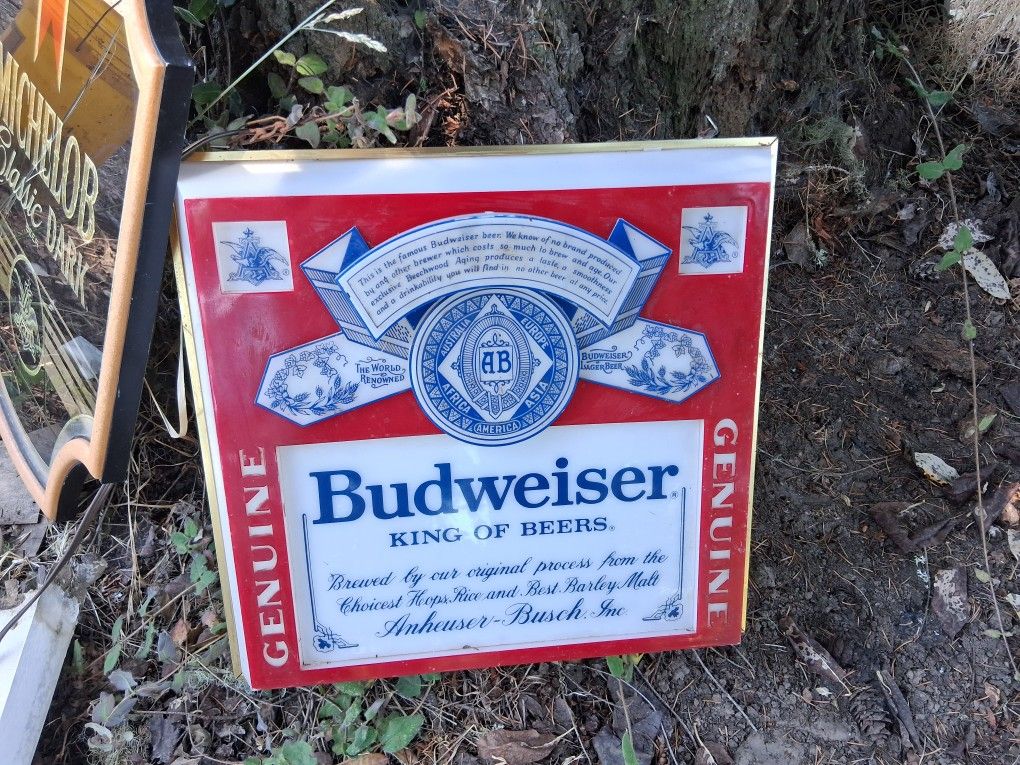 MICHELOB
Classic DARK
This is the famous Budweiser beer. We know of no brand produced
by any other brewer which costs so much to brew and age. Our
exclusive Beechwood Aging produces a taste, a smoothness
and a drinkability you will find in no other beer at any price.
AUSTRALIA
EUROPE
AFRICA
ASIA
AMERICA
AB
THE WORLD
RENOWNED
BUDWEISER
LAGER BEER
GENUINE
GENUINE
Budweiser®
KING OF BEERS®
Brewed by our original process from the
Choicest Hops, Rice and Best Barley Malt
Anheuser-Busch, Inc.